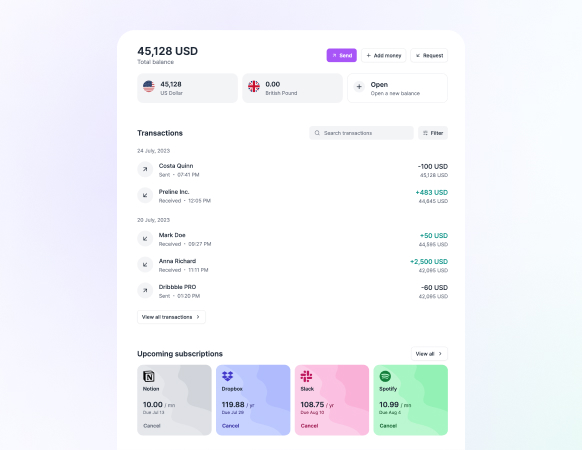 45,128 USD
Total balance
Send
Add money
Request
45,128
US Dollar
0.00
British Pound
Open
Open a new balance
Transactions
Search transactions
Filter
24 July, 2023
Costa Quinn
-100 USD
Sent • 07:41 PM
45,128 USD
Preline Inc.
+483 USD
Received • 12:05 PM
44,645 USD
20 July, 2023
Mark Doe
+50 USD
Received • 09:27 PM
44,595 USD
Anna Richard
+2,500 USD
Received • 11:11 PM
42,095 USD
Dribbble PRO
-60 USD
Sent • 01:20 PM
42,095 USD
View all transactions
Upcoming subscriptions
View all
Notion
10.00 / mn
Due Jul 13
Cancel
Dropbox
119.88 / yr
Due Jul 28
Cancel
Slack
108.75 / yr
Due Aug 10
Cancel
Spotify
10.99 / mn
Due Aug 4
Cancel